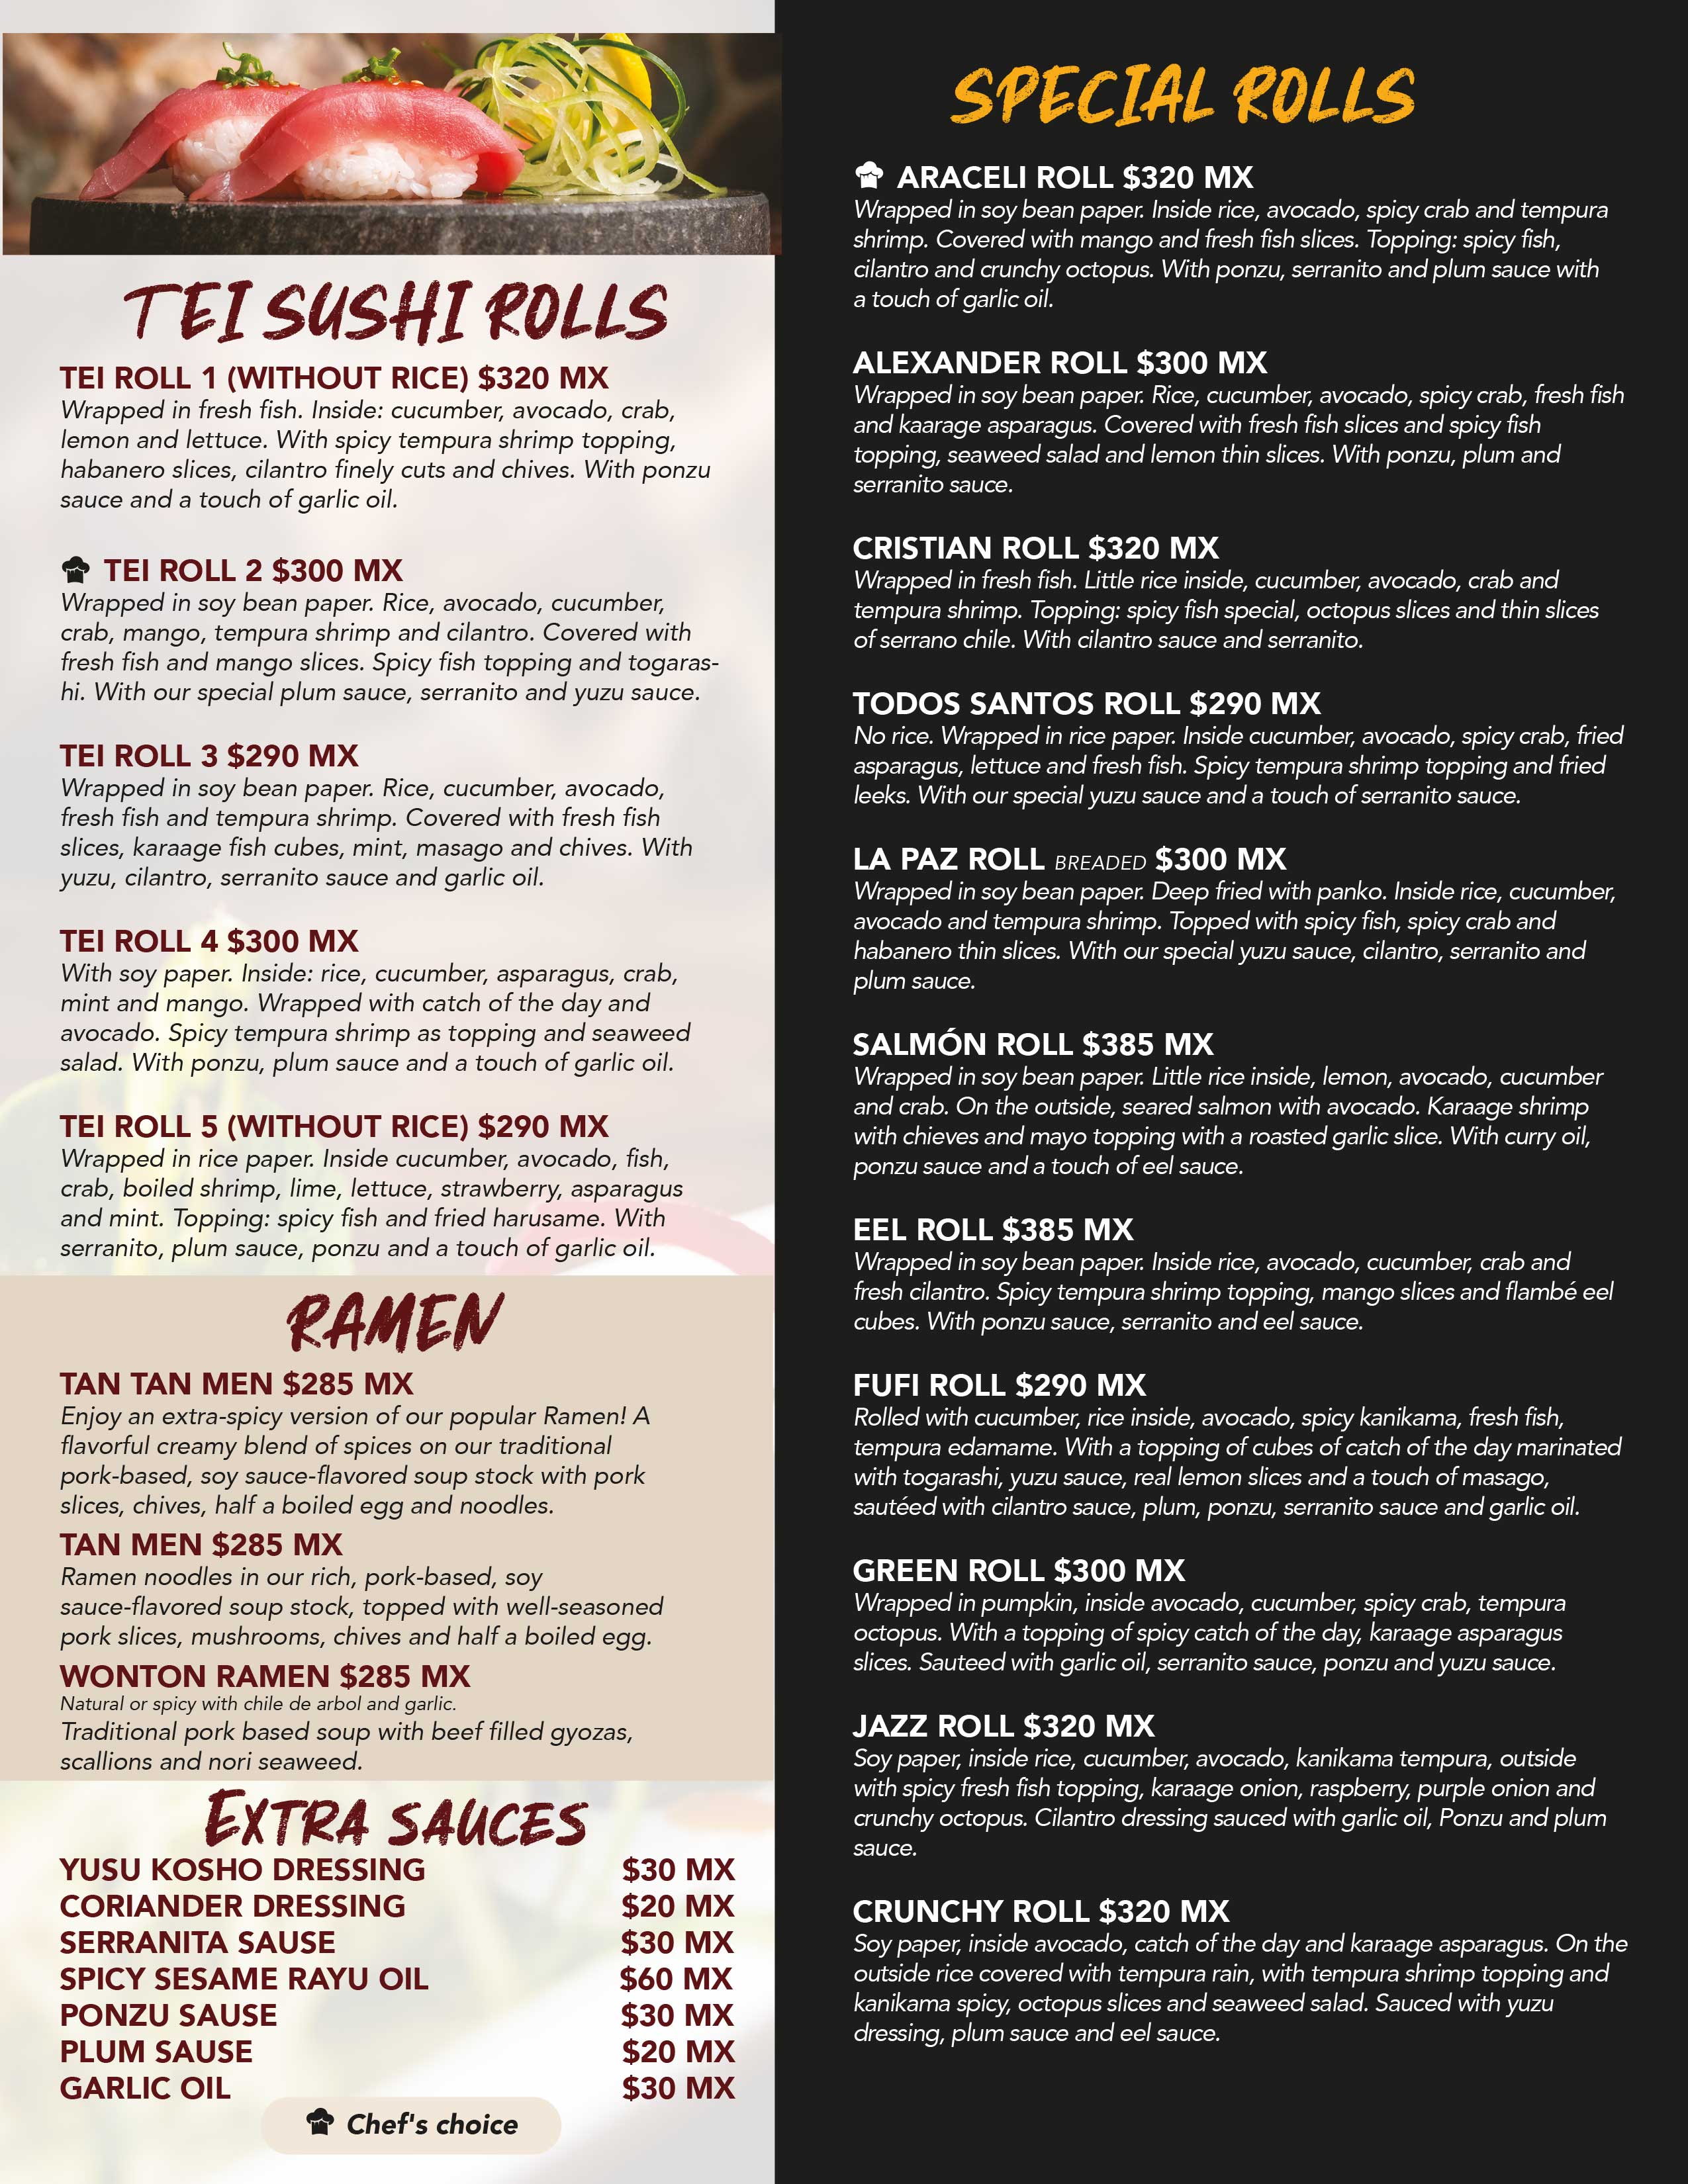 TEI SUSHI ROLLS
TEI ROLL 1 (WITHOUT RICE) $320 MX
Wrapped in fresh fish. Inside: cucumber, avocado, crab,
lemon and lettuce. With spicy tempura shrimp topping,
habanero slices, cilantro finely cuts and chives. With ponzu
sauce and a touch of garlic oil.
TEI ROLL 2 $300 MX
Wrapped in soy bean paper. Rice, avocado, cucumber,
crab, mango, tempura shrimp and cilantro. Covered with
fresh fish and mango slices. Spicy fish topping and togaras-
hi. With our special plum sauce, serranito and yuzu sauce.
TEI ROLL 3 $290 MX
Wrapped in soy bean paper. Rice, cucumber, avocado,
fresh fish and tempura shrimp. Covered with fresh fish
slices, karaage fish cubes, mint, masago and chives. With
yuzu, cilantro, serranito sauce and garlic oil.
TEI ROLL 4 $300 MX
With soy paper. Inside: rice, cucumber, asparagus, crab,
mint and mango. Wrapped with catch of the day and
avocado. Spicy tempura shrimp as topping and seaweed
salad. With ponzu, plum sauce and a touch of garlic oil.
TEI ROLL 5 (WITHOUT RICE) $290 MX
Wrapped in rice paper. Inside cucumber, avocado, fish,
crab, boiled shrimp, lime, lettuce, strawberry, asparagus
and mint. Topping: spicy fish and fried harusame. With
serranito, plum sauce, ponzu and a touch of garlic oil.
RAMEN
TAN TAN MEN $285 MX
Enjoy an extra-spicy version of our popular Ramen! A
flavorful creamy blend of spices on our traditional
pork-based, soy sauce-flavored soup stock with pork
slices, chives, half a boiled egg and noodles.
TAN MEN $285 MX
Ramen noodles in our rich, pork-based, soy
sauce-flavored soup stock, topped with well-seasoned
pork slices, mushrooms, chives and half a boiled egg.
WONTON RAMEN $285 MX
Natural or spicy with chile de arbol and garlic.
Traditional pork based soup with beef filled gyozas,
scallions and nori seaweed.
EXTRA SAUCES
YUSU KOSHO DRESSING $30 MX
CORIANDER DRESSING $20 MX
SERRANITA SAUSE $30 MX
SPICY SESAME RAYU OIL $60 MX
PONZU SAUSE $30 MX
PLUM SAUSE $20 MX
GARLIC OIL $30 MX
Chef's choice
SPECIAL ROLLS
ARACELI ROLL $320 MX
Wrapped in soy bean paper. Inside rice, avocado, spicy crab and tempura
shrimp. Covered with mango and fresh fish slices. Topping: spicy fish,
cilantro and crunchy octopus. With ponzu, serranito and plum sauce with
a touch of garlic oil.
ALEXANDER ROLL $300 MX
Wrapped in soy bean paper. Rice, cucumber, avocado, spicy crab, fresh fish
and kaarage asparagus. Covered with fresh fish slices and spicy fish
topping, seaweed salad and lemon thin slices. With ponzu, plum and
serranito sauce.
CRISTIAN ROLL $320 MX
Wrapped in fresh fish. Little rice inside, cucumber, avocado, crab and
tempura shrimp. Topping: spicy fish special, octopus slices and thin slices
of serrano chile. With cilantro sauce and serranito.
TODOS SANTOS ROLL $290 MX
No rice. Wrapped in rice paper. Inside cucumber, avocado, spicy crab, fried
asparagus, lettuce and fresh fish. Spicy tempura shrimp topping and fried
leeks. With our special yuzu sauce and a touch of serranito sauce.
LA PAZ ROLL BREADED $300 MX
Wrapped in soy bean paper. Deep fried with panko. Inside rice, cucumber,
avocado and tempura shrimp. Topped with spicy fish, spicy crab and
habanero thin slices. With our special yuzu sauce, cilantro, serranito and
plum sauce.
SALMÓN ROLL $385 MX
Wrapped in soy bean paper. Little rice inside, lemon, avocado, cucumber
and crab. On the outside, seared salmon with avocado. Karaage shrimp
with chieves and mayo topping with a roasted garlic slice. With curry oil,
ponzu sauce and a touch of eel sauce.
EEL ROLL $385 MX
Wrapped in soy bean paper. Inside rice, avocado, cucumber, crab and
fresh cilantro. Spicy tempura shrimp topping, mango slices and flambé eel
cubes. With ponzu sauce, serranito and eel sauce.
FUFI ROLL $290 MX
Rolled with cucumber, rice inside, avocado, spicy kanikama, fresh fish,
tempura edamame. With a topping of cubes of catch of the day marinated
with togarashi, yuzu sauce, real lemon slices and a touch of masago,
sautéed with cilantro sauce, plum, ponzu, serranito sauce and garlic oil.
GREEN ROLL $300 MX
Wrapped in pumpkin, inside avocado, cucumber, spicy crab, tempura
octopus. With a topping of spicy catch of the day, karaage asparagus
slices. Sauteed with garlic oil, serranito sauce, ponzu and yuzu sauce.
JAZZ ROLL $320 MX
Soy paper, inside rice, cucumber, avocado, kanikama tempura, outside
with spicy fresh fish topping, karaage onion, raspberry, purple onion and
crunchy octopus. Cilantro dressing sauced with garlic oil, Ponzu and plum
sauce.
CRUNCHY ROLL $320 MX
Soy paper, inside avocado, catch of the day and karaage asparagus. On the
outside rice covered with tempura rain, with tempura shrimp topping and
kanikama spicy, octopus slices and seaweed salad. Sauced with yuzu
dressing, plum sauce and eel sauce.